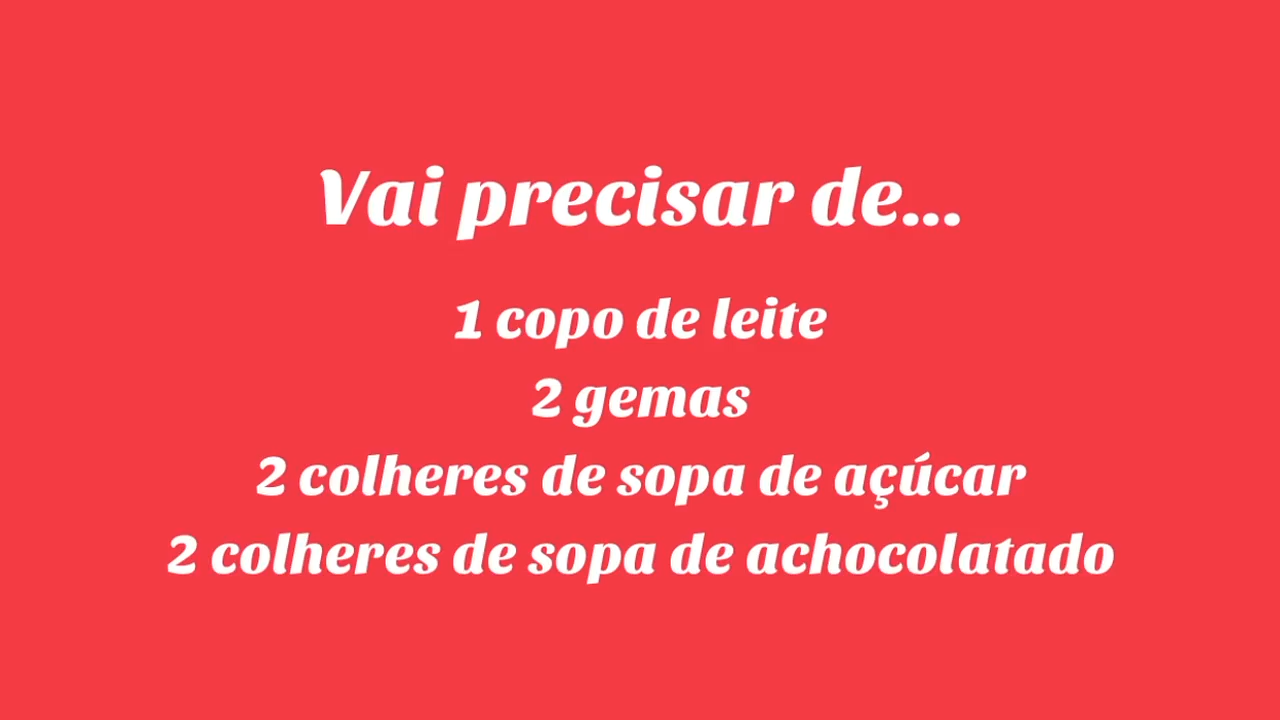 Vai precisar de...
1 copo de leite
2 gemas
2 colheres de sopa de açúcar
2 colheres de sopa de achocolatado